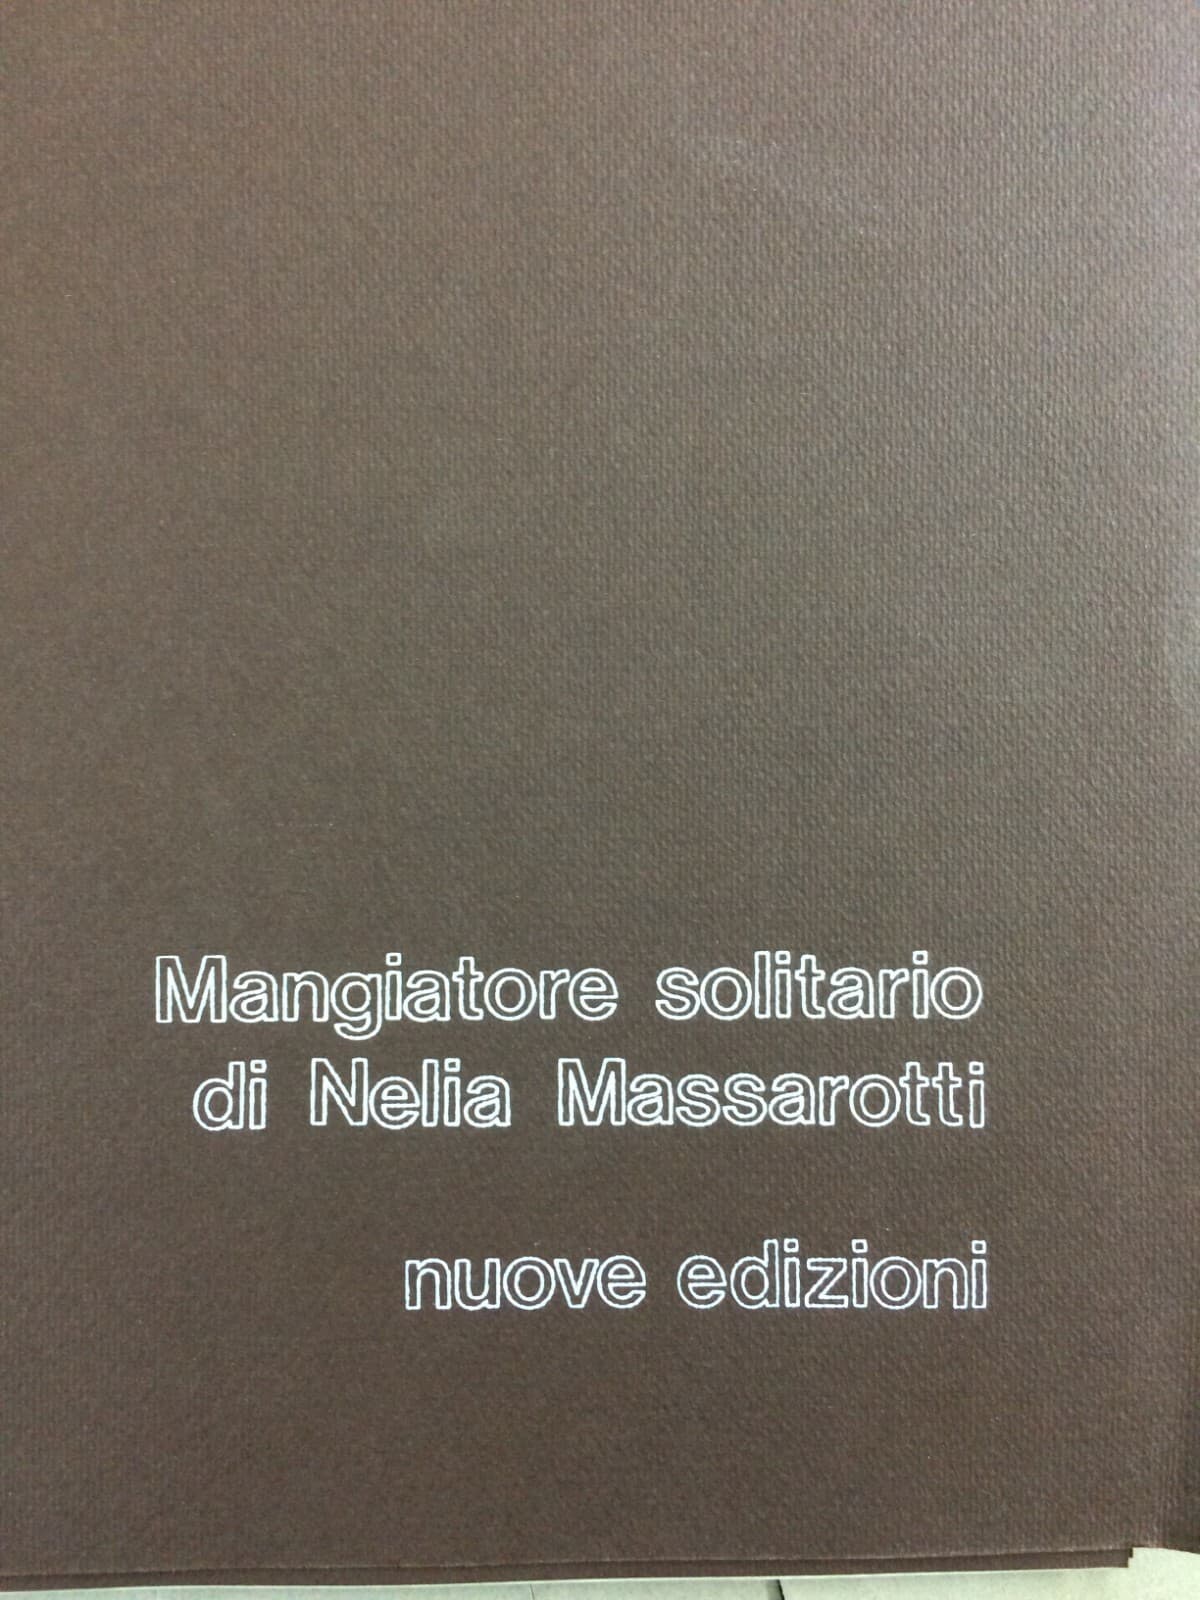 Mangiatore solitario
di Nelia Massarotti
nuove edizioni